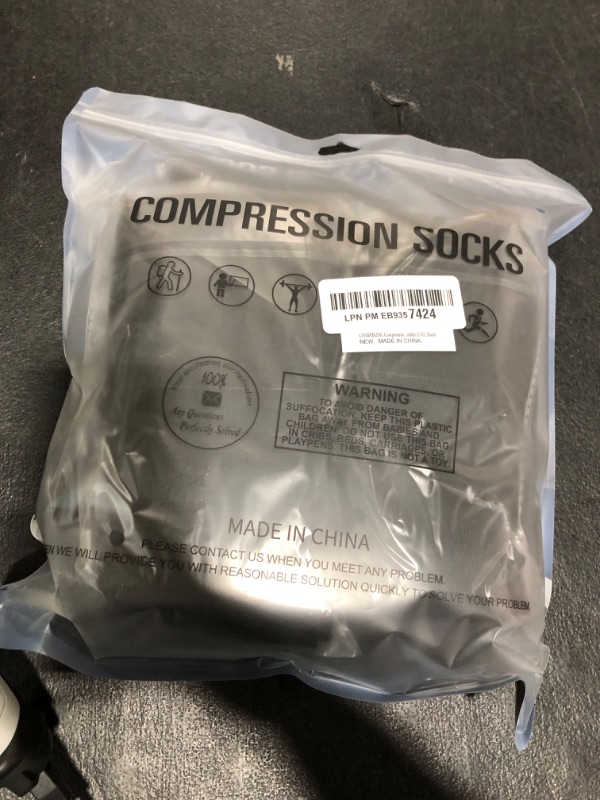 COMPRESSION SOCKS
LPN PM EB9357424
NEW MADE IN CHINA
100%
Any Questions
Perfectly Solved
WARNING
TO AVOID DANGER OF
SUFFOCATION, KEEP THIS PLASTIC
BAG AWAY FROM BABIES AND
CHILDREN. DO NOT USE THIS BAG
IN CRIBS, BEDS, CARRIAGES, OR
PLAYPENS. THIS BAG IS NOT A TOY
MADE IN CHINA
PLEASE CONTACT US WHEN YOU MEET ANY PROBLEM.
EN WE WILL PROVIDE YOU WITH REASONABLE SOLUTION QUICKLY TO SOLVE YOUR PROBLEM